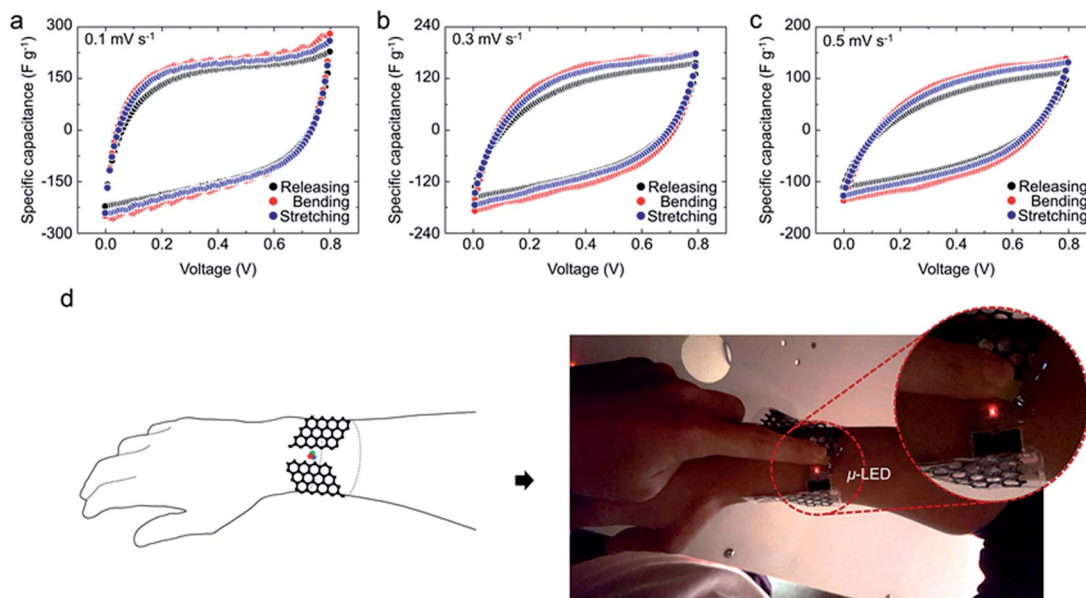 a
0.1 mV s⁻¹
Specific capacitance (F g⁻¹)
300
150
0
-150
-300
Releasing
Bending
Stretching
0.0 0.2 0.4 0.6 0.8
Voltage (V)
b
0.3 mV s⁻¹
Specific capacitance (F g⁻¹)
240
120
0
-120
-240
Releasing
Bending
Stretching
0.0 0.2 0.4 0.6 0.8
Voltage (V)
c
0.5 mV s⁻¹
Specific capacitance (F g⁻¹)
200
100
0
-100
-200
Releasing
Bending
Stretching
0.0 0.2 0.4 0.6 0.8
Voltage (V)
d
μ-LED